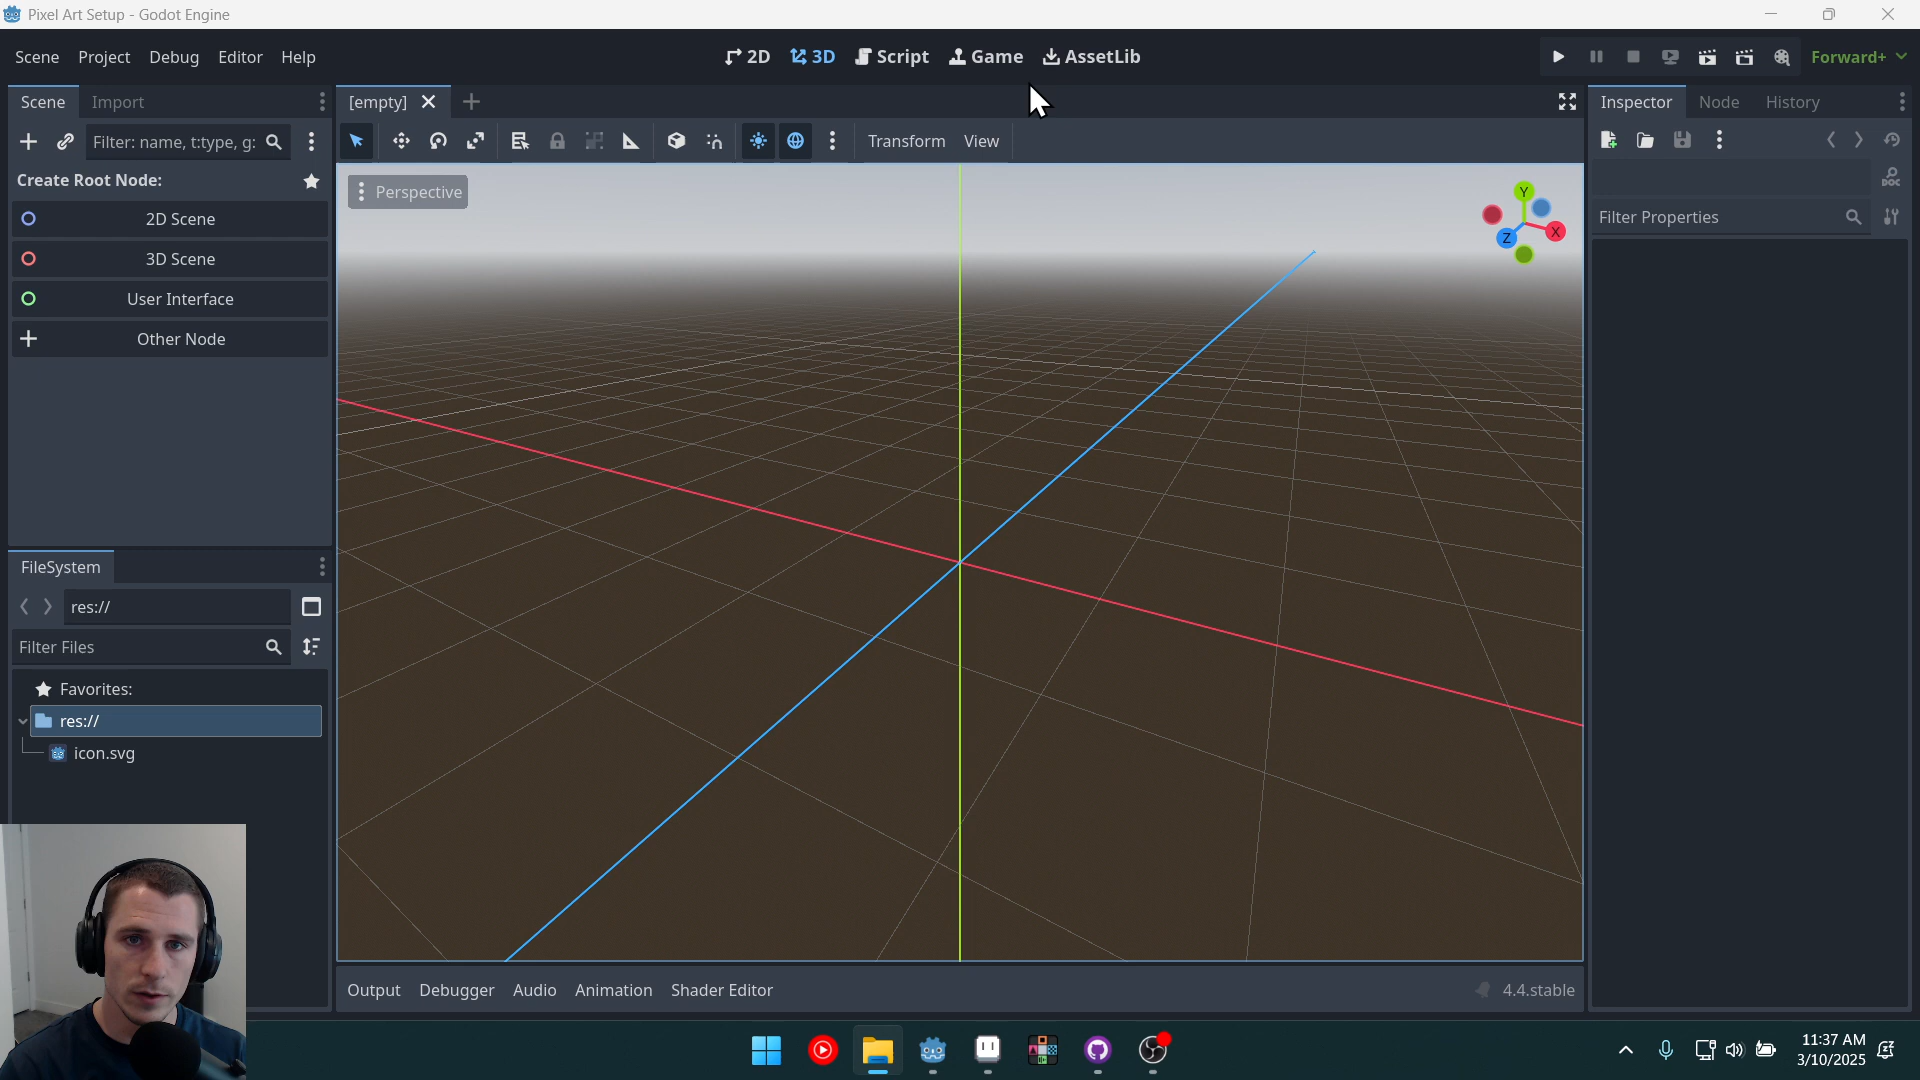 Pixel Art Setup - Godot Engine
Scene Project Debug Editor Help
2D 3D Script Game AssetLib
Forward+
Scene Import
[empty]
Inspector Node History
Filter: name, t:type, g:
Transform View
Create Root Node:
Perspective
Y
X
Z
DOC
Filter Properties
2D Scene
3D Scene
User Interface
Other Node
FileSystem
res://
Filter Files
Favorites:
res://
icon.svg
Output Debugger Audio Animation Shader Editor
4.4.stable
11:37 AM
3/10/2025